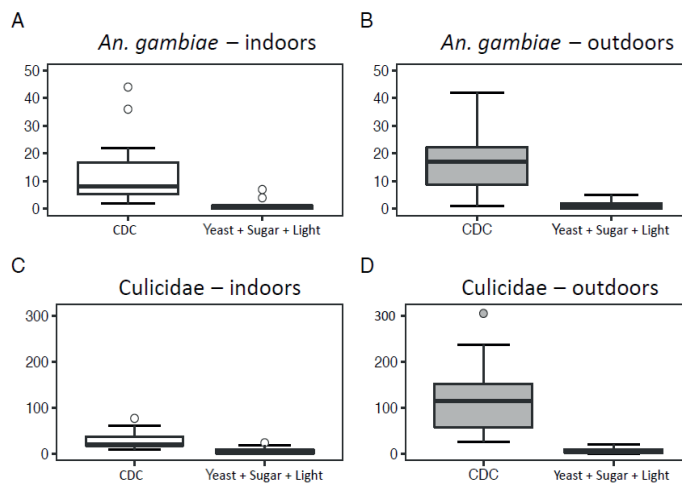 A
An. gambiae – indoors
50
40
30
20
10
0
CDC
Yeast + Sugar + Light
B
An. gambiae – outdoors
50
40
30
20
10
0
CDC
Yeast + Sugar + Light
C
Culicidae – indoors
300
200
100
0
CDC
Yeast + Sugar + Light
D
Culicidae – outdoors
300
200
100
0
CDC
Yeast + Sugar + Light